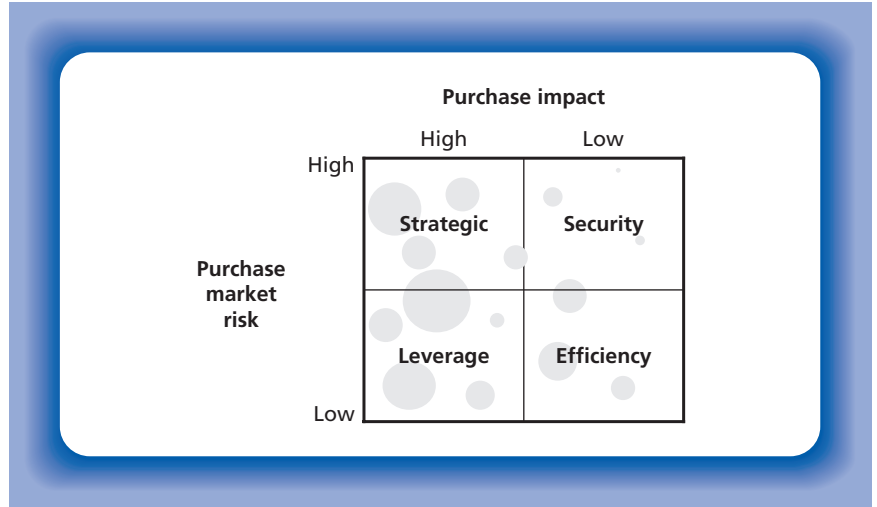 Purchase impact
High Low
High
Strategic Security
Purchase
market
risk
Leverage Efficiency
Low